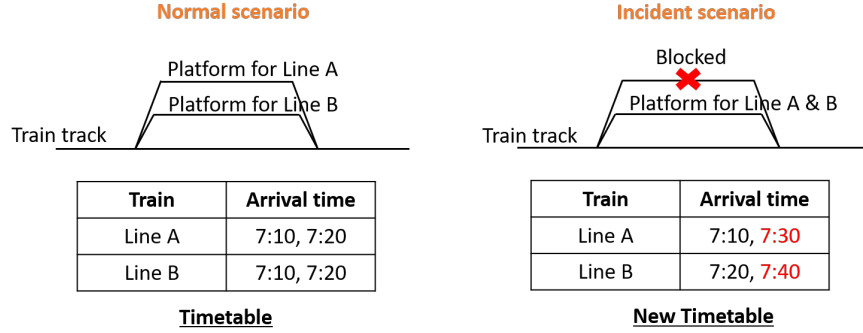 Normal scenario
Platform for Line A
Platform for Line B
Train track
Train Arrival time
Line A 7:10, 7:20
Line B 7:10, 7:20
Timetable
Incident scenario
Blocked
Platform for Line A & B
Train track
Train Arrival time
Line A 7:10, 7:30
Line B 7:20, 7:40
New Timetable